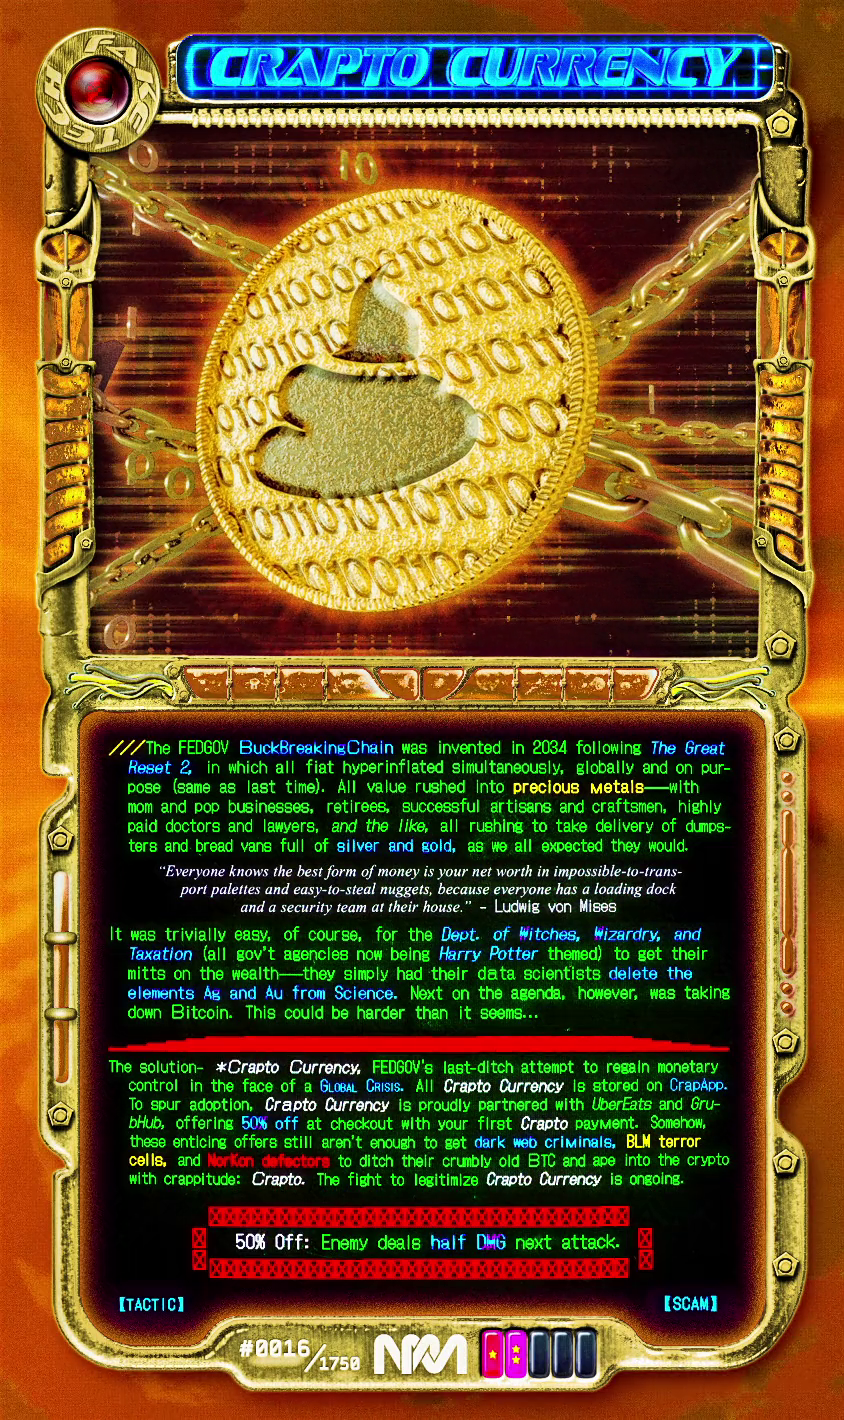 CRAPTO CURRENCY
FAKE TECH
10
01010
0101001010100
0110000010101010
0101101001011
////The FEDGOV BuckBreakingChain was invented in 2034 following The Great
Reset 2, in which all fiat hyperinflated simultaneously, globally and on pur-
pose (same as last time). All value rushed into precious metals——with
mom and pop businesses, retirees, successful artisans and craftsmen, highly
paid doctors and lawyers, and the like, all rushing to take delivery of dumps-
ters and bread vans full of silver and gold, as we all expected they would.
"Everyone knows the best form of money is your net worth in impossible-to-trans-
port palettes and easy-to-steal nuggets, because everyone has a loading dock
and a security team at their house." - Ludwig von Mises
It was trivially easy, of course, for the Dept. of Witches, Wizardry, and
Taxation (all gov't agencies now being Harry Potter themed) to get their
mitts on the wealth——they simply had their data scientists delete the
elements Ag and Au from Science. Next on the agenda, however, was taking
down Bitcoin. This could be harder than it seems...
The solution- *Crapto Currency, FEDGOV's last-ditch attempt to regain monetary
control in the face of a Global Crisis. All Crapto Currency is stored on CrapApp.
To spur adoption, Crapto Currency is proudly partnered with UberEats and Gru-
bHub, offering 50% off at checkout with your first Crapto payment. Somehow,
these enticing offers still aren't enough to get dark web criminals, BLM terror
cells, and NorKon defectors to ditch their crumbly old BTC and ape into the crypto
with crappitude: Crapto. The fight to legitimize Crapto Currency is ongoing.
50% Off: Enemy deals half DMG next attack.
[TACTIC] [SCAM]
#0016/1750 NPM